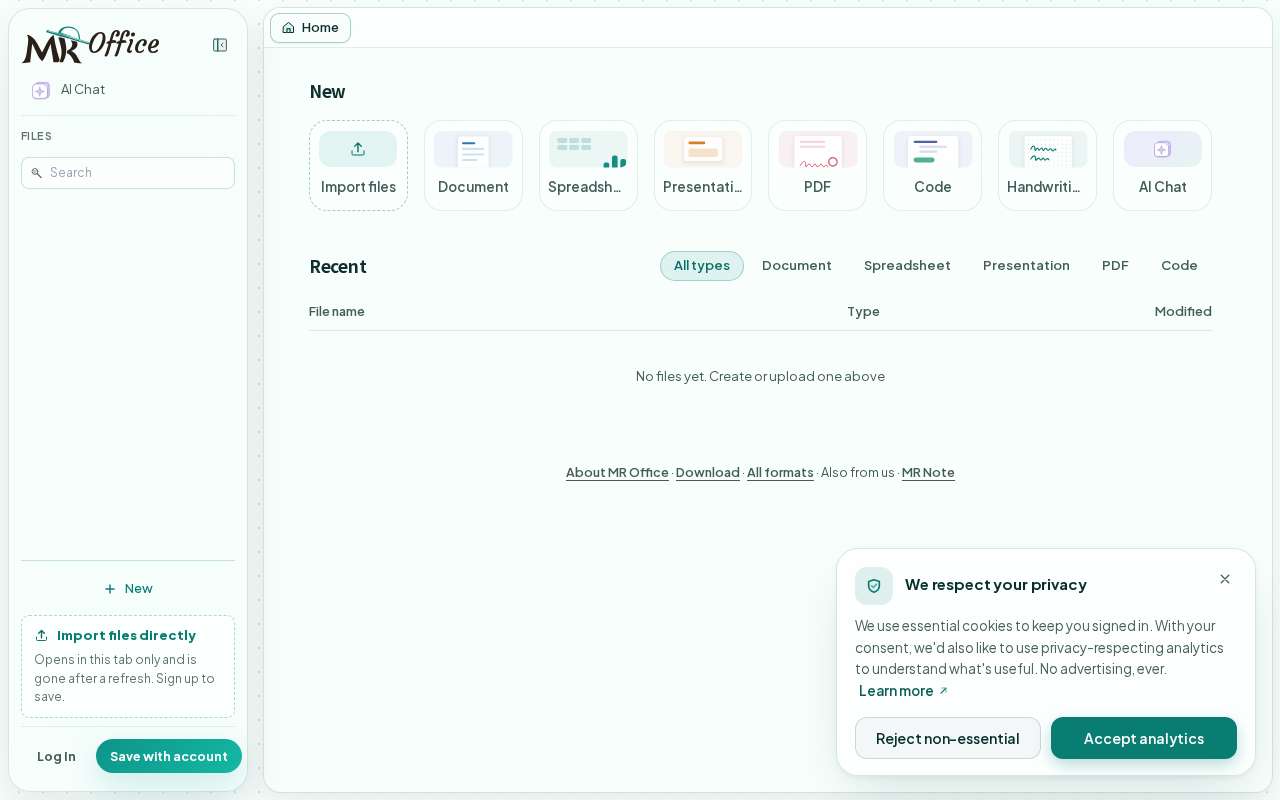 MR Office
AI Chat
FILES
Search
New
Import files directly
Opens in this tab only and is
gone after a refresh. Sign up to
save.
Log In
Save with account
Home
New
Import files
Document
Spreadsh...
Presentati...
PDF
Code
Handwriti...
AI Chat
Recent
All types
Document
Spreadsheet
Presentation
PDF
Code
File name
Type
Modified
No files yet. Create or upload one above
About MR Office · Download · All formats · Also from us · MR Note
We respect your privacy
We use essential cookies to keep you signed in. With your
consent, we'd also like to use privacy-respecting analytics
to understand what's useful. No advertising, ever.
Learn more ↗
Reject non-essential
Accept analytics